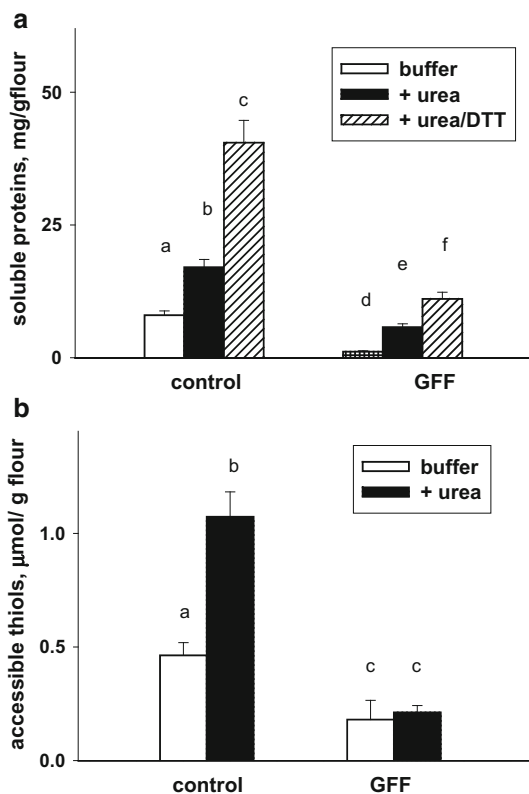 a
soluble proteins, mg/gflour
50
25
0
buffer
+ urea
+ urea/DTT
a
b
c
d
e
f
control
GFF
b
accessible thiols, µmol/ g flour
1.0
0.5
0.0
buffer
+ urea
a
b
c
c
control
GFF